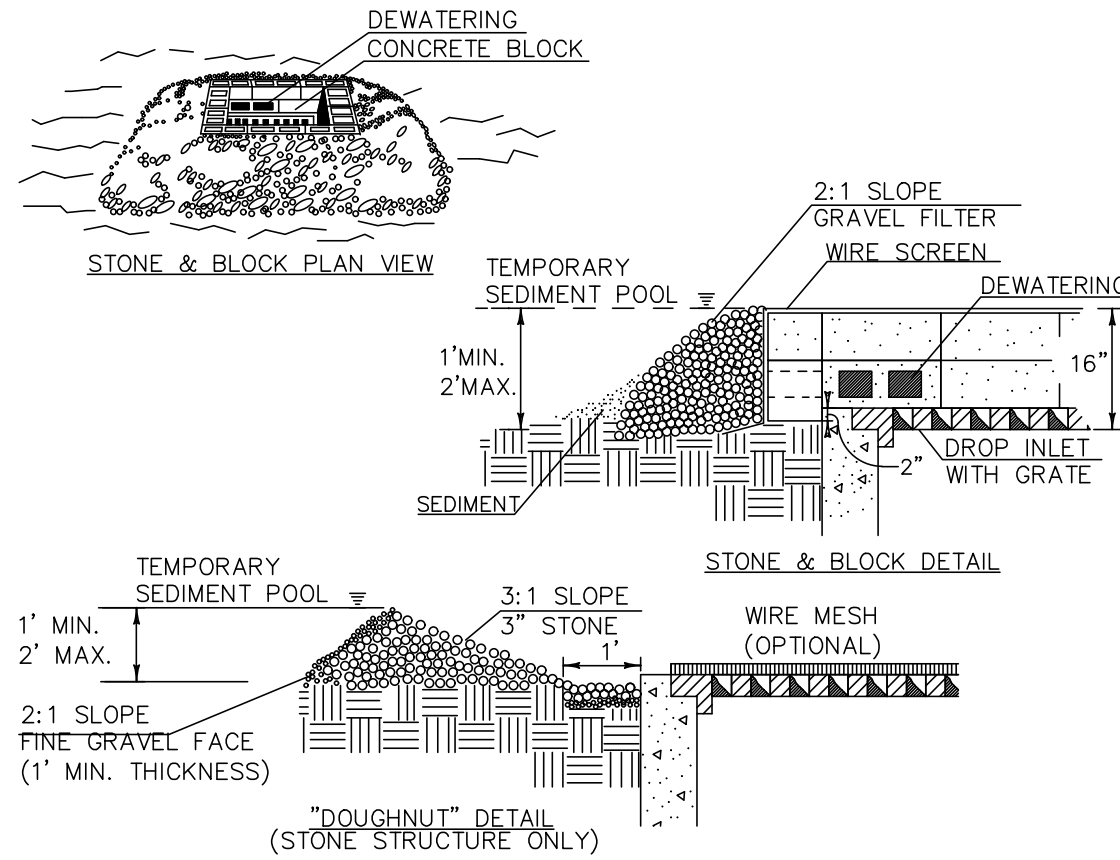 DEWATERING
CONCRETE BLOCK
STONE & BLOCK PLAN VIEW
2:1 SLOPE
GRAVEL FILTER
WIRE SCREEN
DEWATERING
TEMPORARY
SEDIMENT POOL
1'MIN.
2'MAX.
16"
2"
DROP INLET
WITH GRATE
SEDIMENT
STONE & BLOCK DETAIL
TEMPORARY
SEDIMENT POOL
1' MIN.
2' MAX.
3:1 SLOPE
3" STONE
1'
WIRE MESH
(OPTIONAL)
2:1 SLOPE
FINE GRAVEL FACE
(1' MIN. THICKNESS)
"DOUGHNUT" DETAIL
(STONE STRUCTURE ONLY)